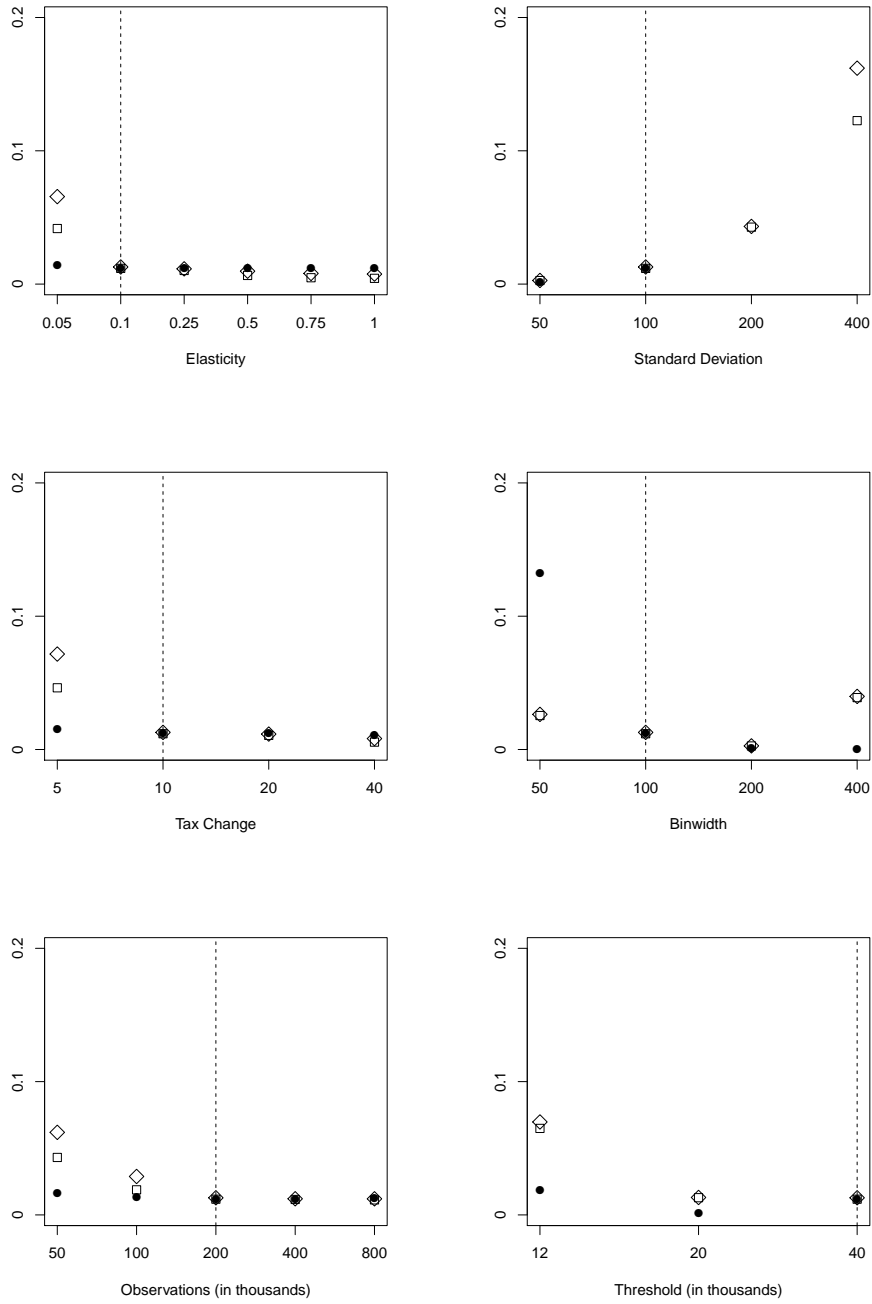 0.2
0.1
0
0.05 0.1 0.25 0.5 0.75 1
Elasticity
0.2
0.1
0
50 100 200 400
Standard Deviation
0.2
0.1
0
5 10 20 40
Tax Change
0.2
0.1
0
50 100 200 400
Binwidth
0.2
0.1
0
50 100 200 400 800
Observations (in thousands)
0.2
0.1
0
12 20 40
Threshold (in thousands)